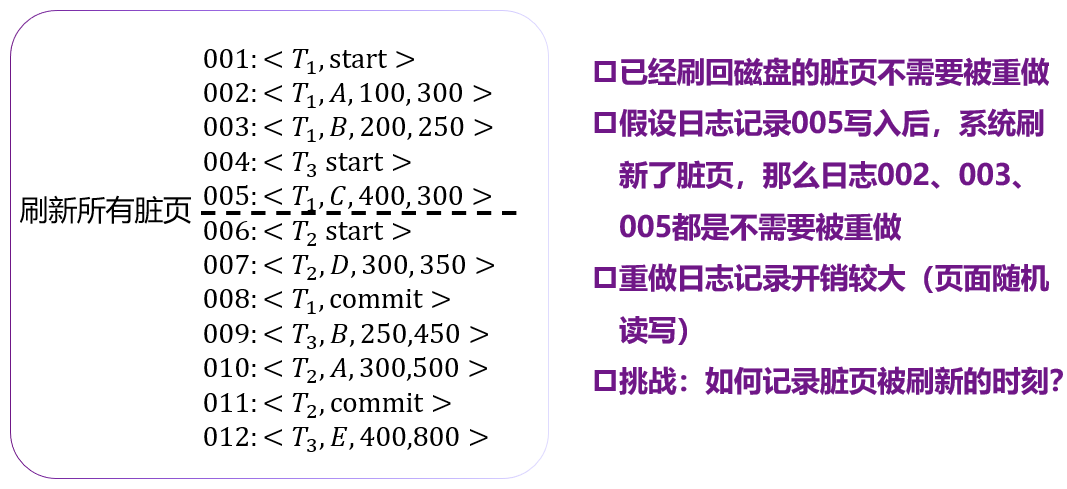 001:< T₁, start >
002:< T₁, A, 100, 300 >
003:< T₁, B, 200, 250 >
004:< T₃ start >
005:< T₁, C, 400, 300 >
刷新所有脏页
006:< T₂ start >
007:< T₂, D, 300, 350 >
008:< T₁, commit >
009:< T₃, B, 250,450 >
010:< T₂, A, 300,500 >
011:< T₂, commit >
012:< T₃, E, 400,800 >
已经刷回磁盘的脏页不需要被重做
假设日志记录005写入后，系统刷
新了脏页，那么日志002、003、
005都是不需要被重做
重做日志记录开销较大（页面随机
读写）
挑战：如何记录脏页被刷新的时刻？